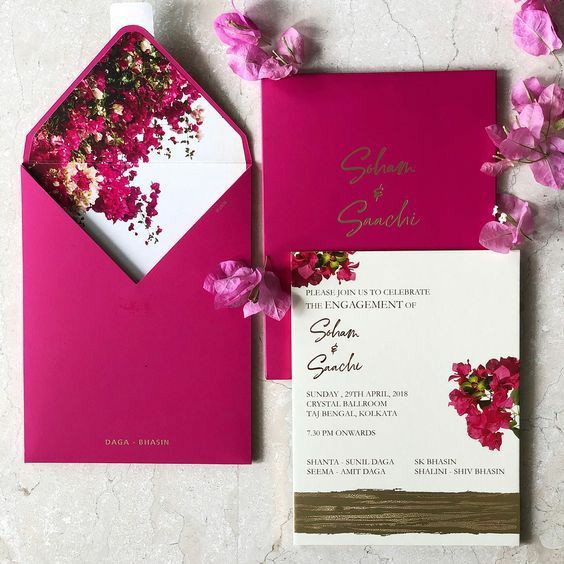 DAGA - BHASIN
Soham
&
Saachi
PLEASE JOIN US TO CELEBRATE
THE ENGAGEMENT OF
Soham
&
Saachi
SUNDAY , 29TH APRIL, 2018
CRYSTAL BALLROOM
TAJ BENGAL, KOLKATA
7.30 PM ONWARDS
SHANTA - SUNIL DAGA
SEEMA - AMIT DAGA
SK BHASIN
SHALINI - SHIV BHASIN